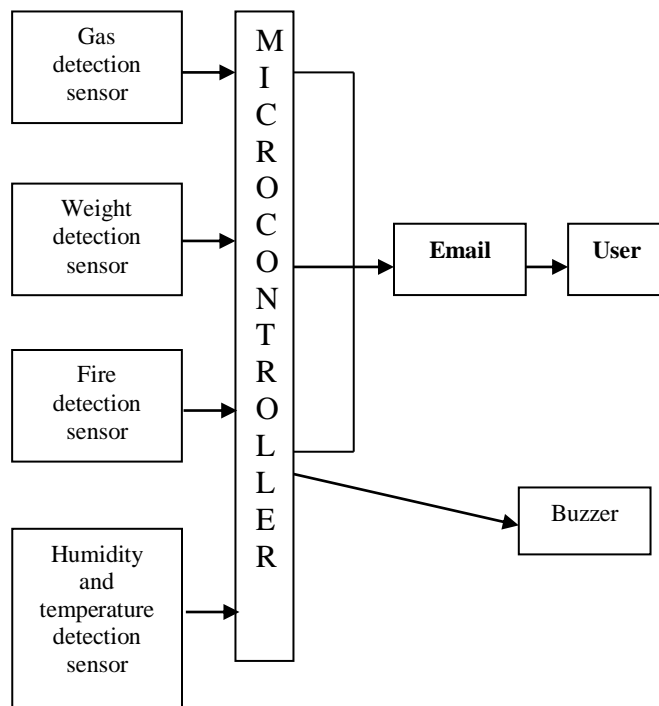 Gas
detection
sensor
Weight
detection
sensor
Fire
detection
sensor
Humidity
and
temperature
detection
sensor
M
I
C
R
O
C
O
N
T
R
O
L
L
E
R
Email
User
Buzzer